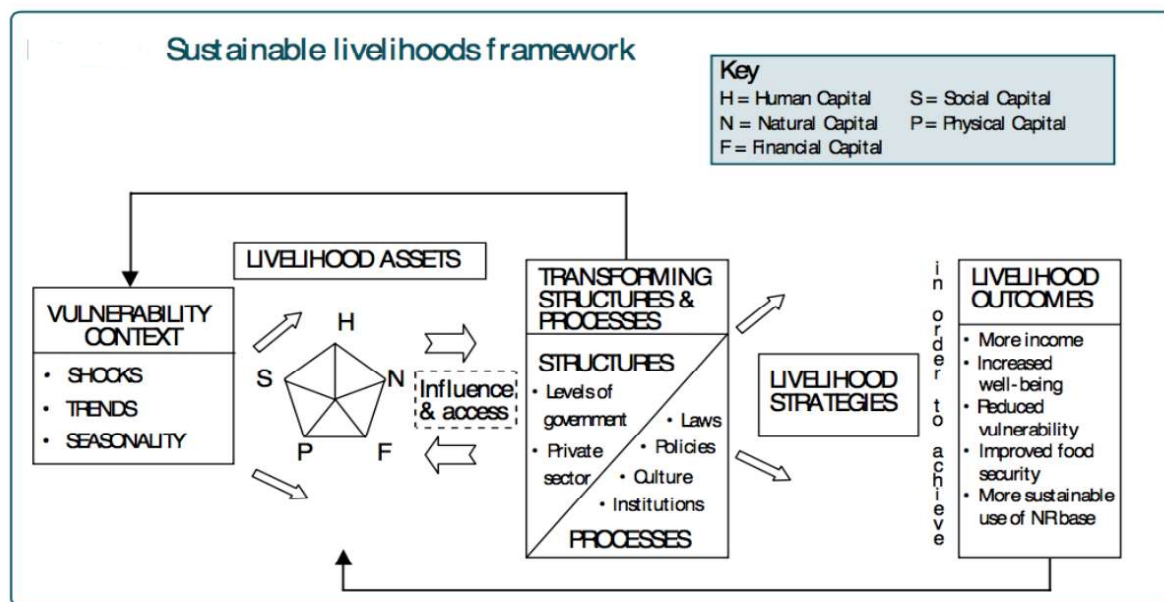 Sustainable livelihoods framework
Key
H = Human Capital S = Social Capital
N = Natural Capital P = Physical Capital
F = Financial Capital
LIVELIHOOD ASSETS
VULNERABILITY
CONTEXT
• SHOCKS
• TRENDS
• SEASONALITY
H
S
N
P
F
Influence
& access
TRANSFORMING
STRUCTURES &
PROCESSES
STRUCTURES
• Levels of
government
• Private
sector
• Laws
• Policies
• Culture
• Institutions
PROCESSES
LIVELIHOOD
STRATEGIES
in order to achieve
LIVELIHOOD
OUTCOMES
• More income
• Increased
well-being
• Reduced
vulnerability
• Improved food
security
• More sustainable
use of NR base